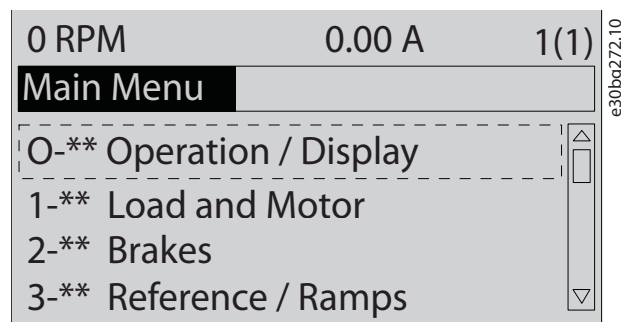 0 RPM 0.00 A 1(1)
Main Menu
O-** Operation / Display
1-** Load and Motor
2-** Brakes
3-** Reference / Ramps
e30bg272.10